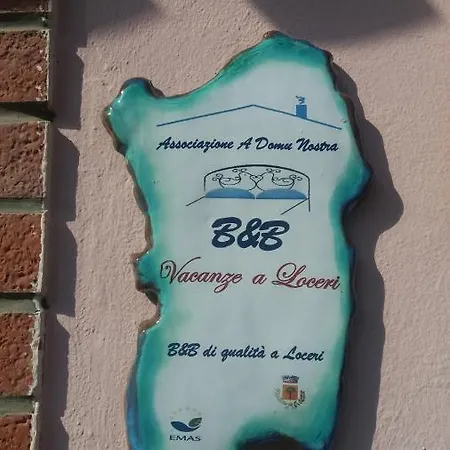 Associazione A Domu Nostra
B&B
Vacanze a Loceri
B&B di qualità a Loceri
EMAS